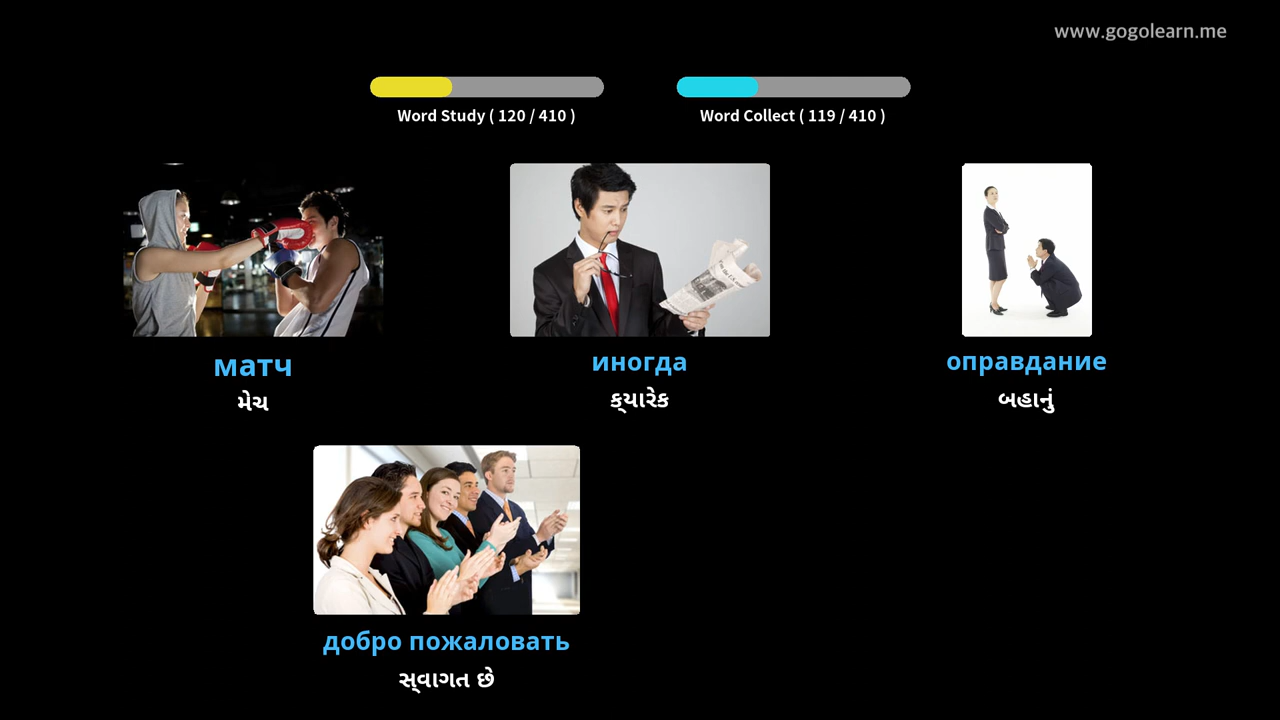 www.gogolearn.me
Word Study ( 120 / 410 )
Word Collect ( 119 / 410 )
матч
મેચ
иногда
ક્યારેક
оправдание
બહાનું
добро пожаловать
સ્વાગત છે